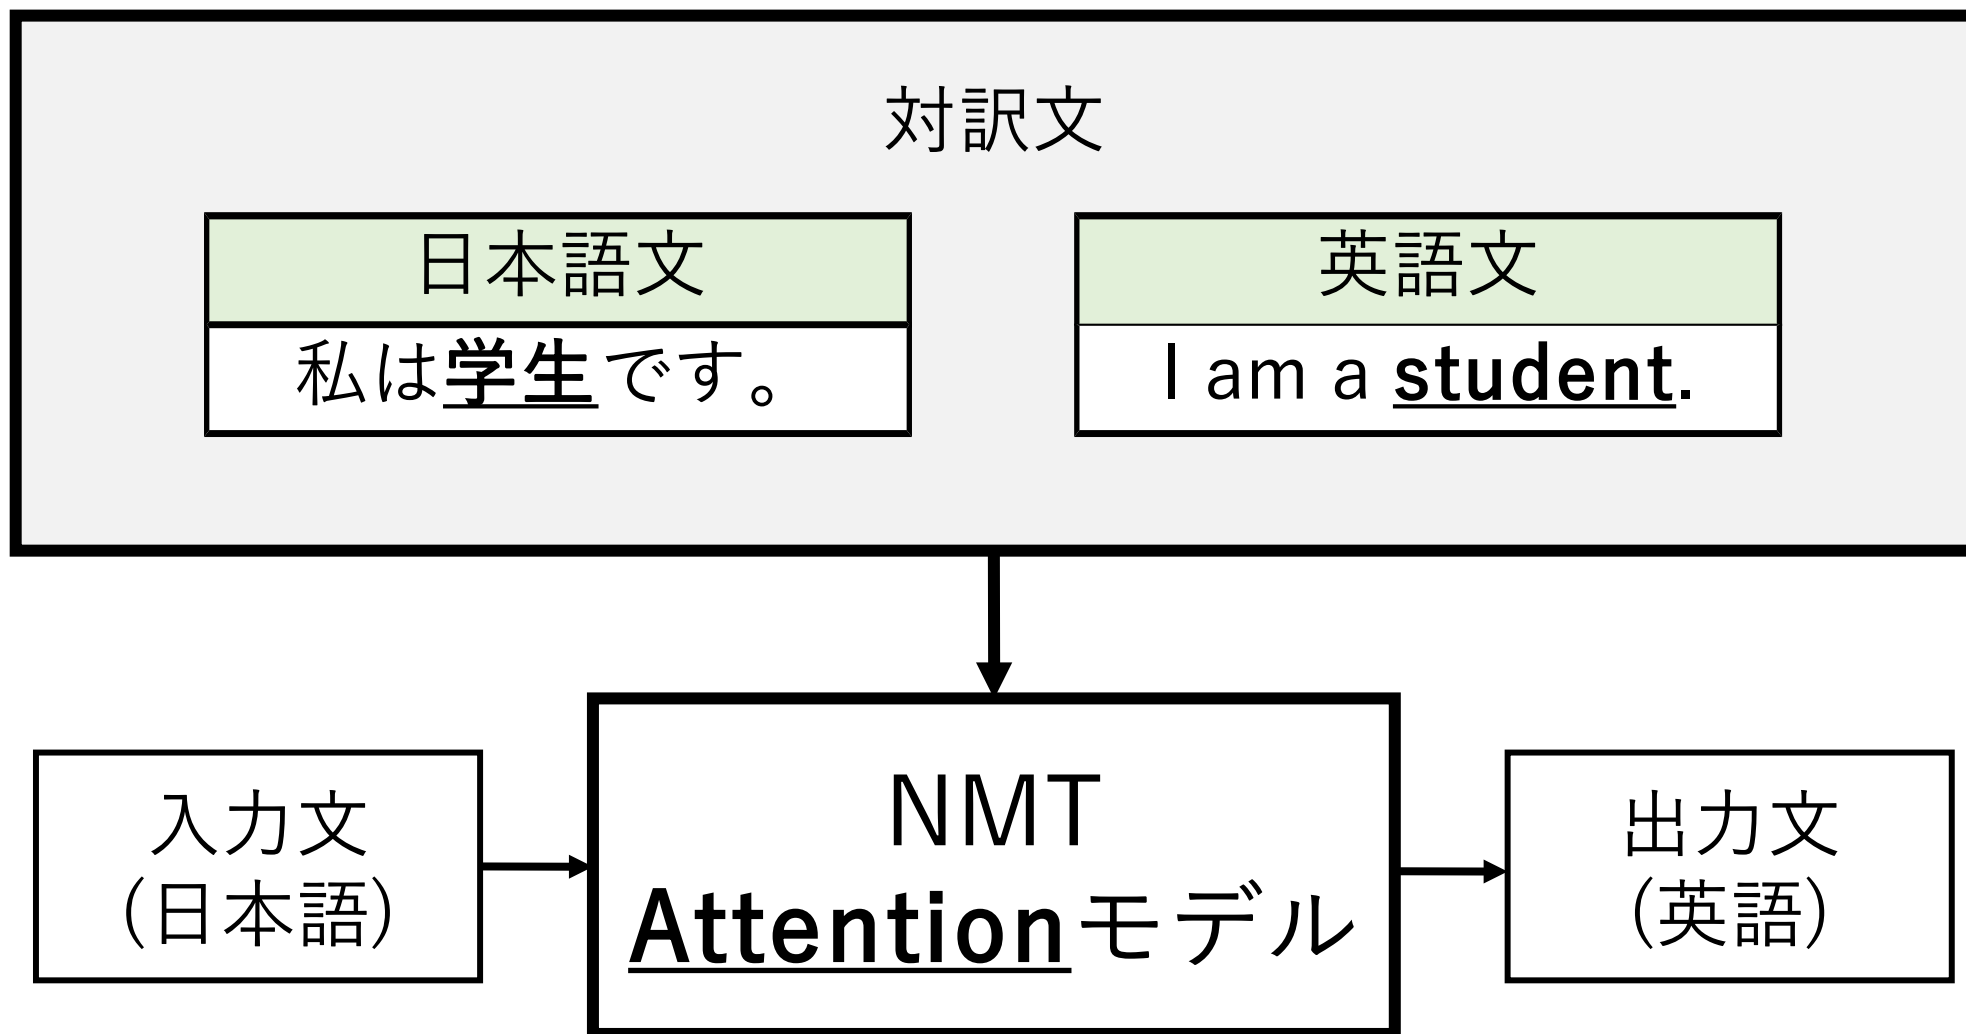 対訳文
日本語文
私は学生です。
英語文
I am a student.
入力文
（日本語）
NMT
Attentionモデル
出力文
（英語）